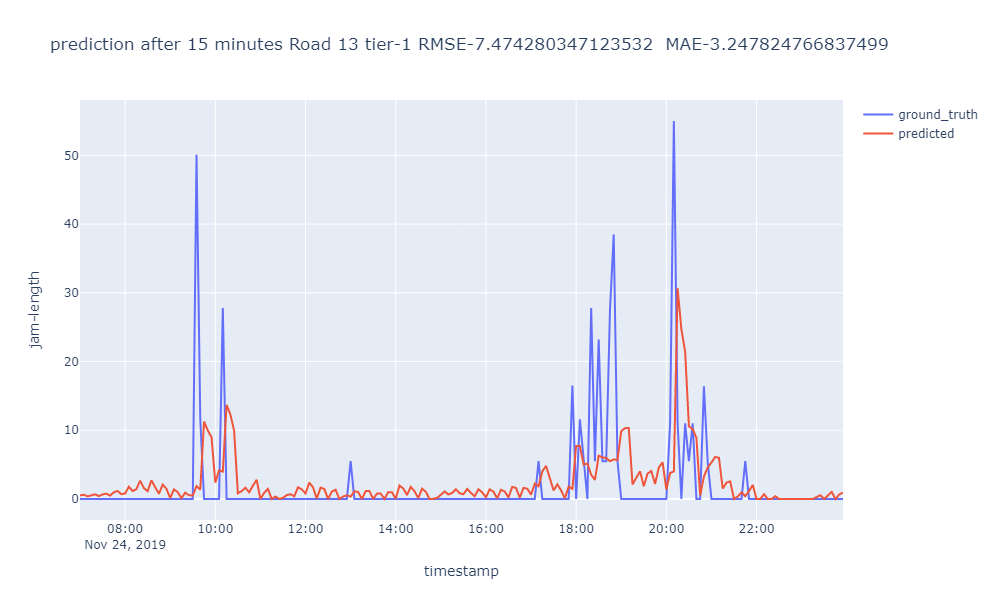 prediction after 15 minutes Road 13 tier-1 RMSE-7.474280347123532  MAE-3.247824766837499
ground_truth
predicted
50
40
30
20
10
0
jam-length
08:00 10:00 12:00 14:00 16:00 18:00 20:00 22:00
Nov 24, 2019
timestamp